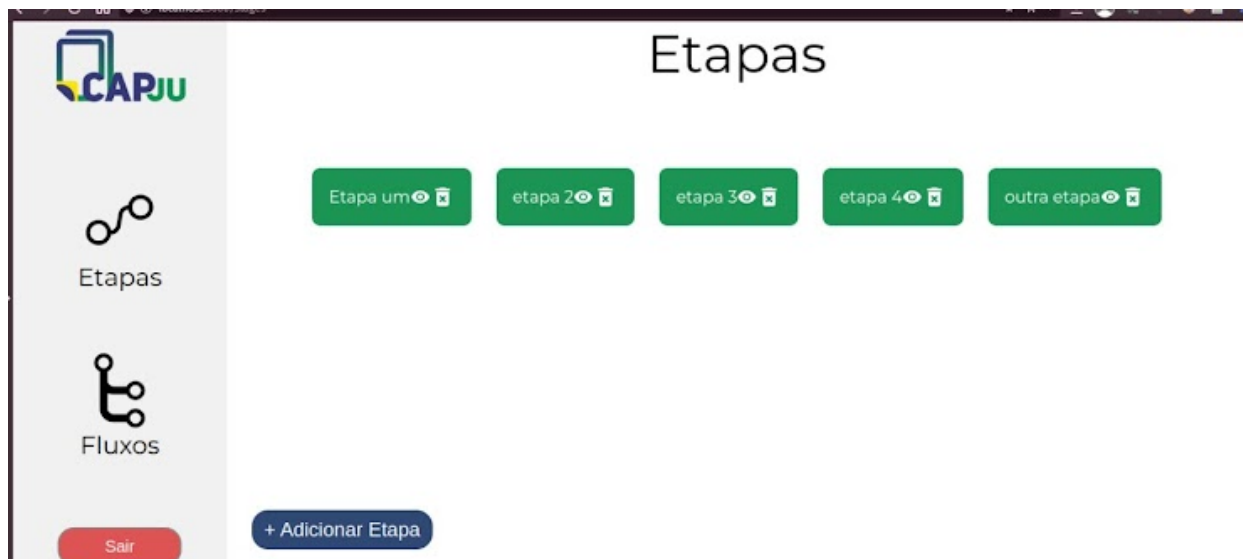 CAPJU
Etapas
Etapa um
etapa 2
etapa 3
etapa 4
outra etapa
Etapas
Fluxos
+ Adicionar Etapa
Sair